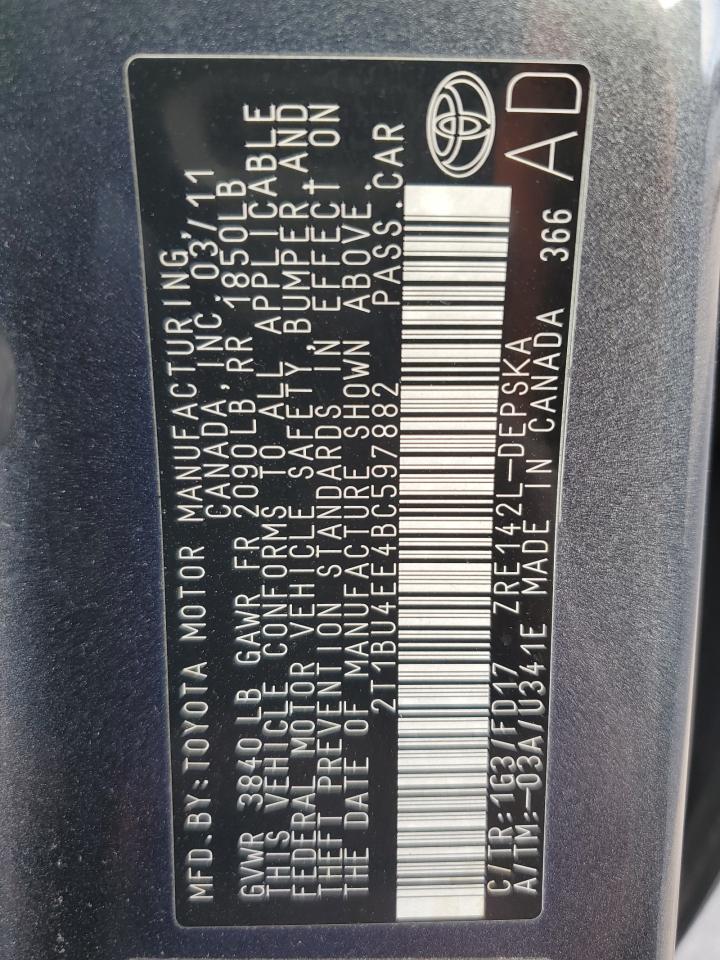 MFD.BY:TOYOTA MOTOR MANUFACTURING,
CANADA,INC. 03/11
GVWR 3840LB GAWR FR 2090LB,RR 1850LB
THIS VEHICLE CONFORMS TO ALL APPLICABLE
FEDERAL MOTOR VEHICLE SAFETY,BUMPER,AND
THEFT PREVENTION STANDARDS IN EFFECT ON
THE DATE OF MANUFACTURE SHOWN ABOVE.
2T1BU4EE4BC597882 PASS.CAR
C/TR:1G3/FD17 ZRE142L-DEPSKA
A/TM:-03A/U341E MADE IN CANADA 366
AD